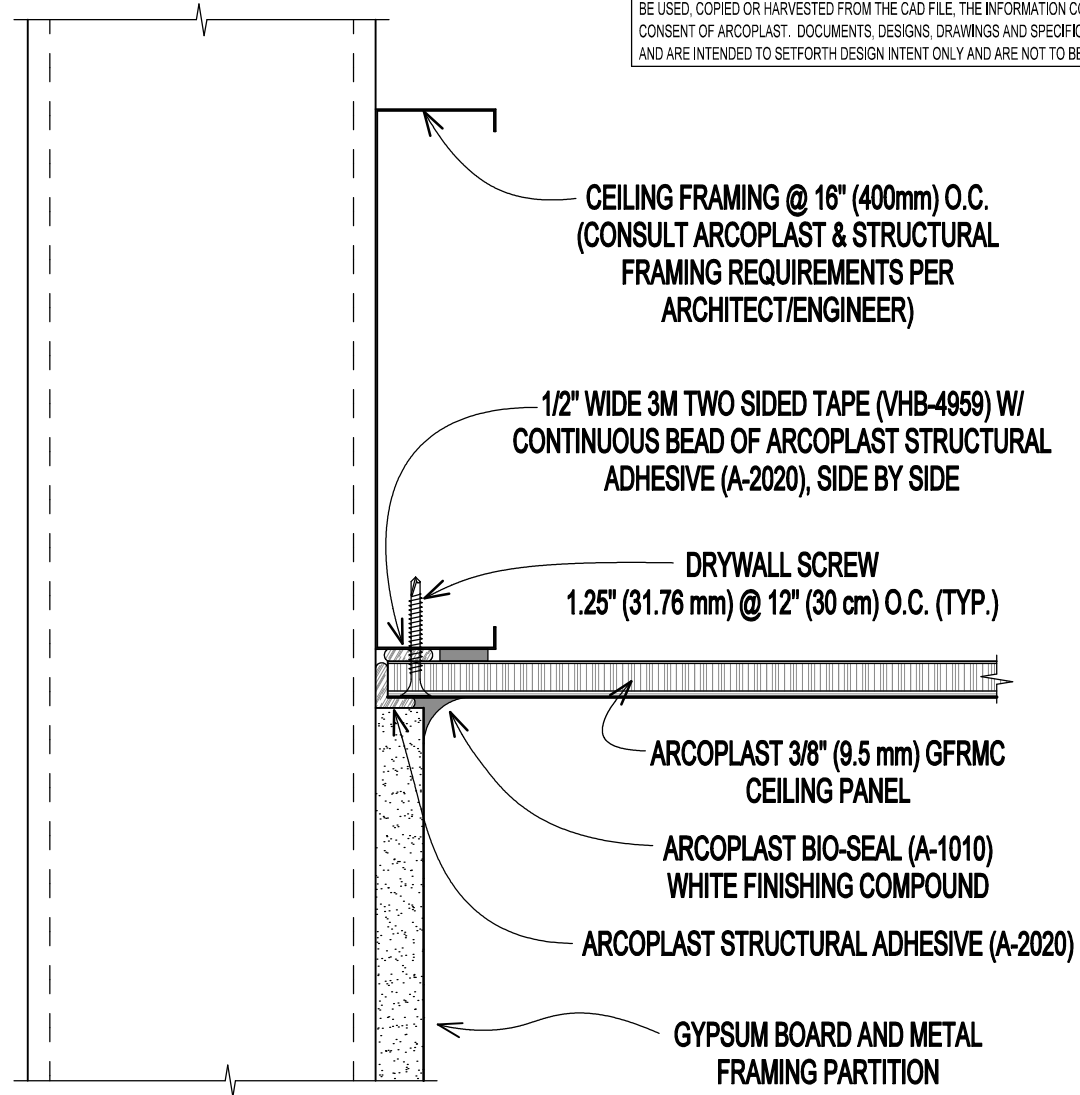 BE USED, COPIED OR HARVESTED FROM THE CAD FILE, THE INFORMATION
CONSENT OF ARCOPLAST. DOCUMENTS, DESIGNS, DRAWINGS AND
AND ARE INTENDED TO SETFORTH DESIGN INTENT ONLY AND ARE NOT TO BE
CEILING FRAMING @ 16" (400mm) O.C.
(CONSULT ARCOPLAST & STRUCTURAL
FRAMING REQUIREMENTS PER
ARCHITECT/ENGINEER)
1/2" WIDE 3M TWO SIDED TAPE (VHB-4959) W/
CONTINUOUS BEAD OF ARCOPLAST STRUCTURAL
ADHESIVE (A-2020), SIDE BY SIDE
DRYWALL SCREW
1.25" (31.76 mm) @ 12" (30 cm) O.C. (TYP.)
ARCOPLAST 3/8" (9.5 mm) GFRMC
CEILING PANEL
ARCOPLAST BIO-SEAL (A-1010)
WHITE FINISHING COMPOUND
ARCOPLAST STRUCTURAL ADHESIVE (A-2020)
GYPSUM BOARD AND METAL
FRAMING PARTITION